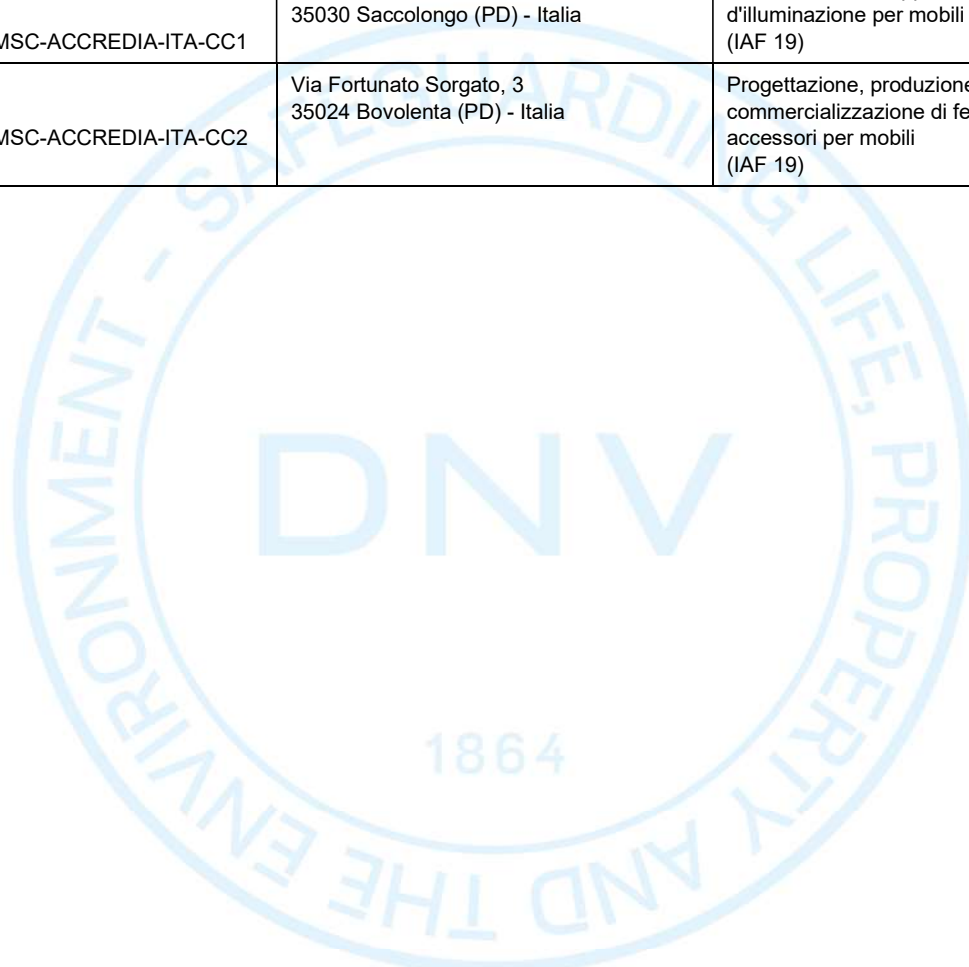 MSC-ACCREDIA-ITA-CC1
35030 Saccolongo (PD) - Italia
d'illuminazione per mobili
(IAF 19)
MSC-ACCREDIA-ITA-CC2
Via Fortunato Sorgato, 3
35024 Bovolenta (PD) - Italia
Progettazione, produzione
commercializzazione di fe
accessori per mobili
(IAF 19)
SAFEGUARDING LIFE, PROPERTY AND THE ENVIRONMENT -
DNV
1864